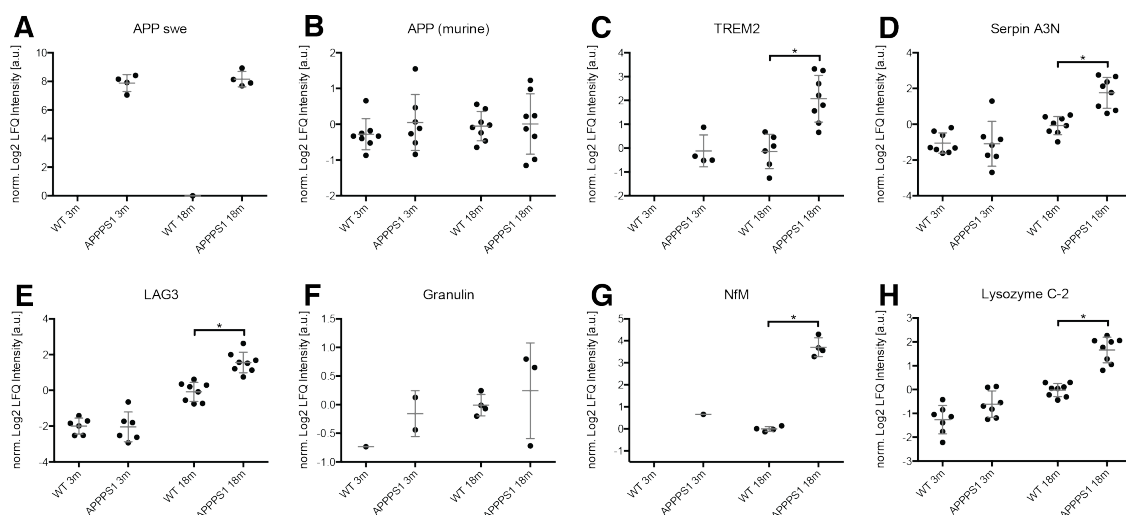 A
APP swe
norm. Log2 LFQ Intensity [a.u.]
10
8
6
4
2
0
WT 3m
APPPS1 3m
WT 18m
APPPS1 18m
B
APP (murine)
norm. Log2 LFQ Intensity [a.u.]
2
1
0
-1
-2
WT 3m
APPPS1 3m
WT 18m
APPPS1 18m
C
TREM2
norm. Log2 LFQ Intensity [a.u.]
*
4
3
2
1
0
-1
-2
WT 3m
APPPS1 3m
WT 18m
APPPS1 18m
D
Serpin A3N
norm. Log2 LFQ Intensity [a.u.]
*
4
2
0
-2
-4
WT 3m
APPPS1 3m
WT 18m
APPPS1 18m
E
LAG3
norm. Log2 LFQ Intensity [a.u.]
*
4
2
0
-2
-4
WT 3m
APPPS1 3m
WT 18m
APPPS1 18m
F
Granulin
norm. Log2 LFQ Intensity [a.u.]
1.5
1.0
0.5
0.0
-0.5
-1.0
WT 3m
APPPS1 3m
WT 18m
APPPS1 18m
G
NfM
norm. Log2 LFQ Intensity [a.u.]
*
5
4
3
2
1
0
-1
WT 3m
APPPS1 3m
WT 18m
APPPS1 18m
H
Lysozyme C-2
norm. Log2 LFQ Intensity [a.u.]
*
3
2
1
0
-1
-2
-3
WT 3m
APPPS1 3m
WT 18m
APPPS1 18m